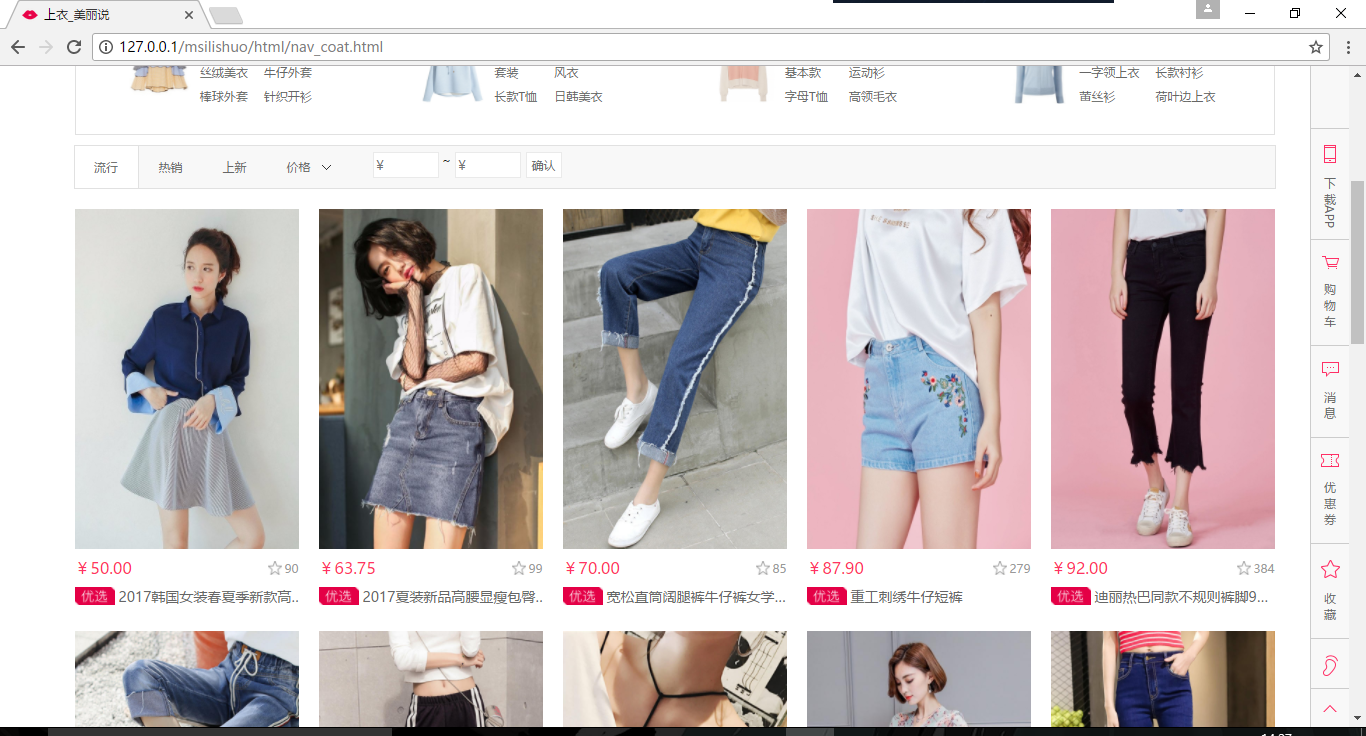 上衣_美丽说
127.0.0.1/msilishuo/html/nav_coat.html
丝绒美衣 牛仔外套 套装 风衣 基本款 运动衫 一字领上衣 长款衬衫
棒球外套 针织开衫 长款T恤 日韩美衣 字母T恤 高领毛衣 蕾丝衫 荷叶边上衣
流行 热销 上新 价格 ¥ ~ ¥ 确认
¥50.00 90 ¥63.75 99 ¥70.00 85 ¥87.90 279 ¥92.00 384
优选 2017韩国女装春夏季新款高... 优选 2017夏装新品高腰显瘦包臀... 优选 宽松直筒阔腿裤牛仔裤女学... 优选 重工刺绣牛仔短裤 优选 迪丽热巴同款不规则裤脚9...
下载APP
购物车
消息
优惠券
收藏